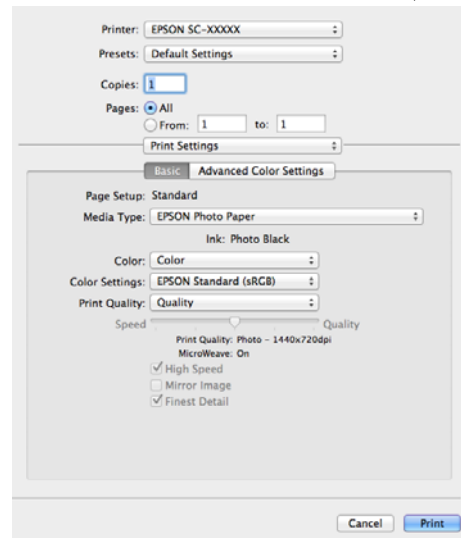 Printer: EPSON SC-XXXXX
Presets: Default Settings
Copies: 1
Pages: All
From: 1 to: 1
Print Settings
Basic Advanced Color Settings
Page Setup: Standard
Media Type: EPSON Photo Paper
Ink: Photo Black
Color: Color
Color Settings: EPSON Standard (sRGB)
Print Quality: Quality
Speed Quality
Print Quality: Photo - 1440x720dpi
MicroWeave: On
High Speed
Mirror Image
Finest Detail
Cancel Print